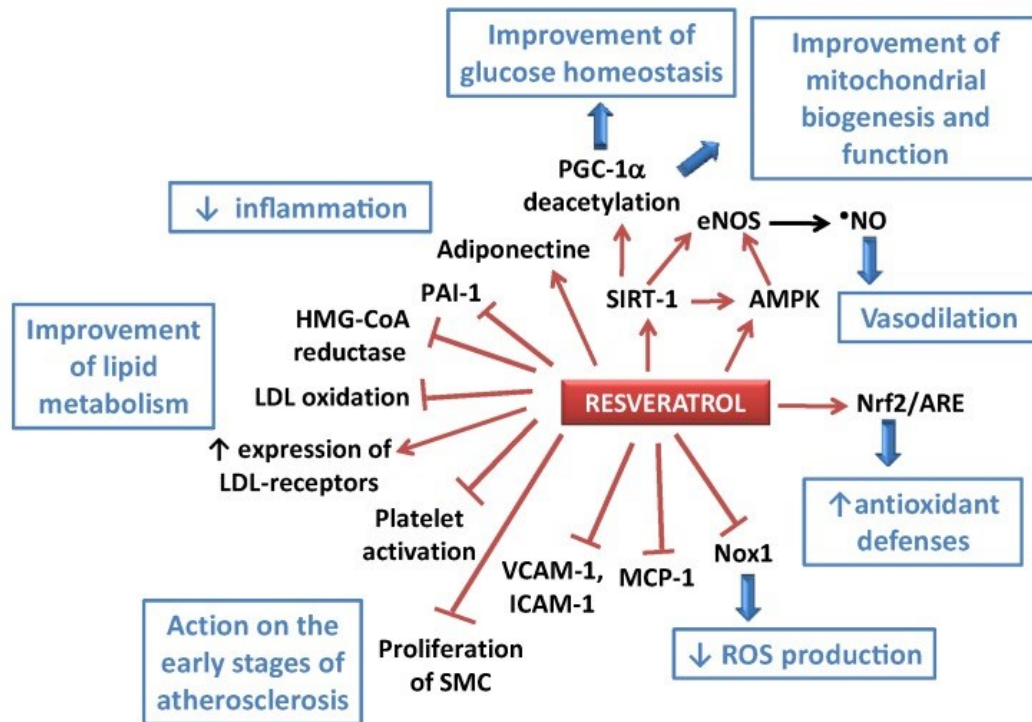 Improvement of
glucose homeostasis
Improvement of
mitochondrial
biogenesis and
function
PGC-1α
deacetylation
↓ inflammation
eNOS
•NO
Adiponectine
PAI-1
SIRT-1
AMPK
Vasodilation
HMG-CoA
reductase
Improvement
of lipid
metabolism
LDL oxidation
RESVERATROL
Nrf2/ARE
↑ expression of
LDL-receptors
↑antioxidant
defenses
Platelet
activation
VCAM-1,
ICAM-1
MCP-1
Nox1
Action on the
early stages of
atherosclerosis
Proliferation
of SMC
↓ ROS production